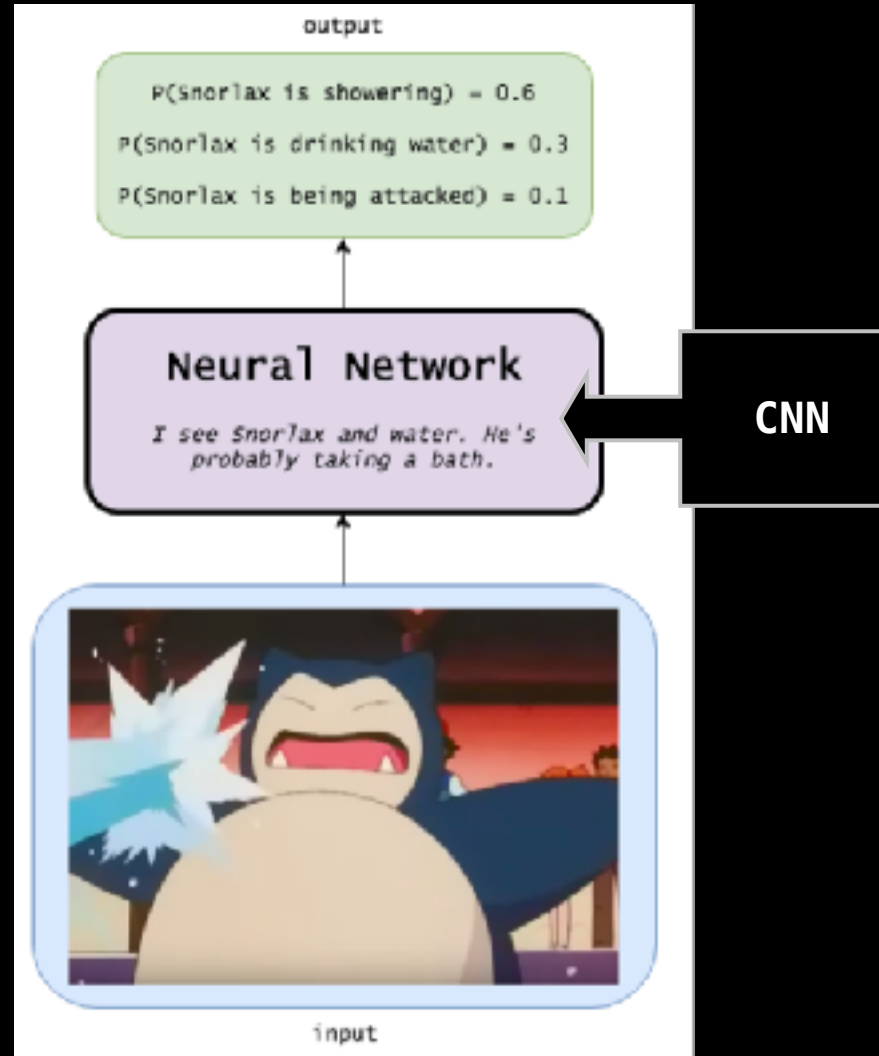 output
P(Snorlax is showering) = 0.6
P(Snorlax is drinking water) = 0.3
P(Snorlax is being attacked) = 0.1
Neural Network
I see Snorlax and water. He's
probably taking a bath.
CNN
input